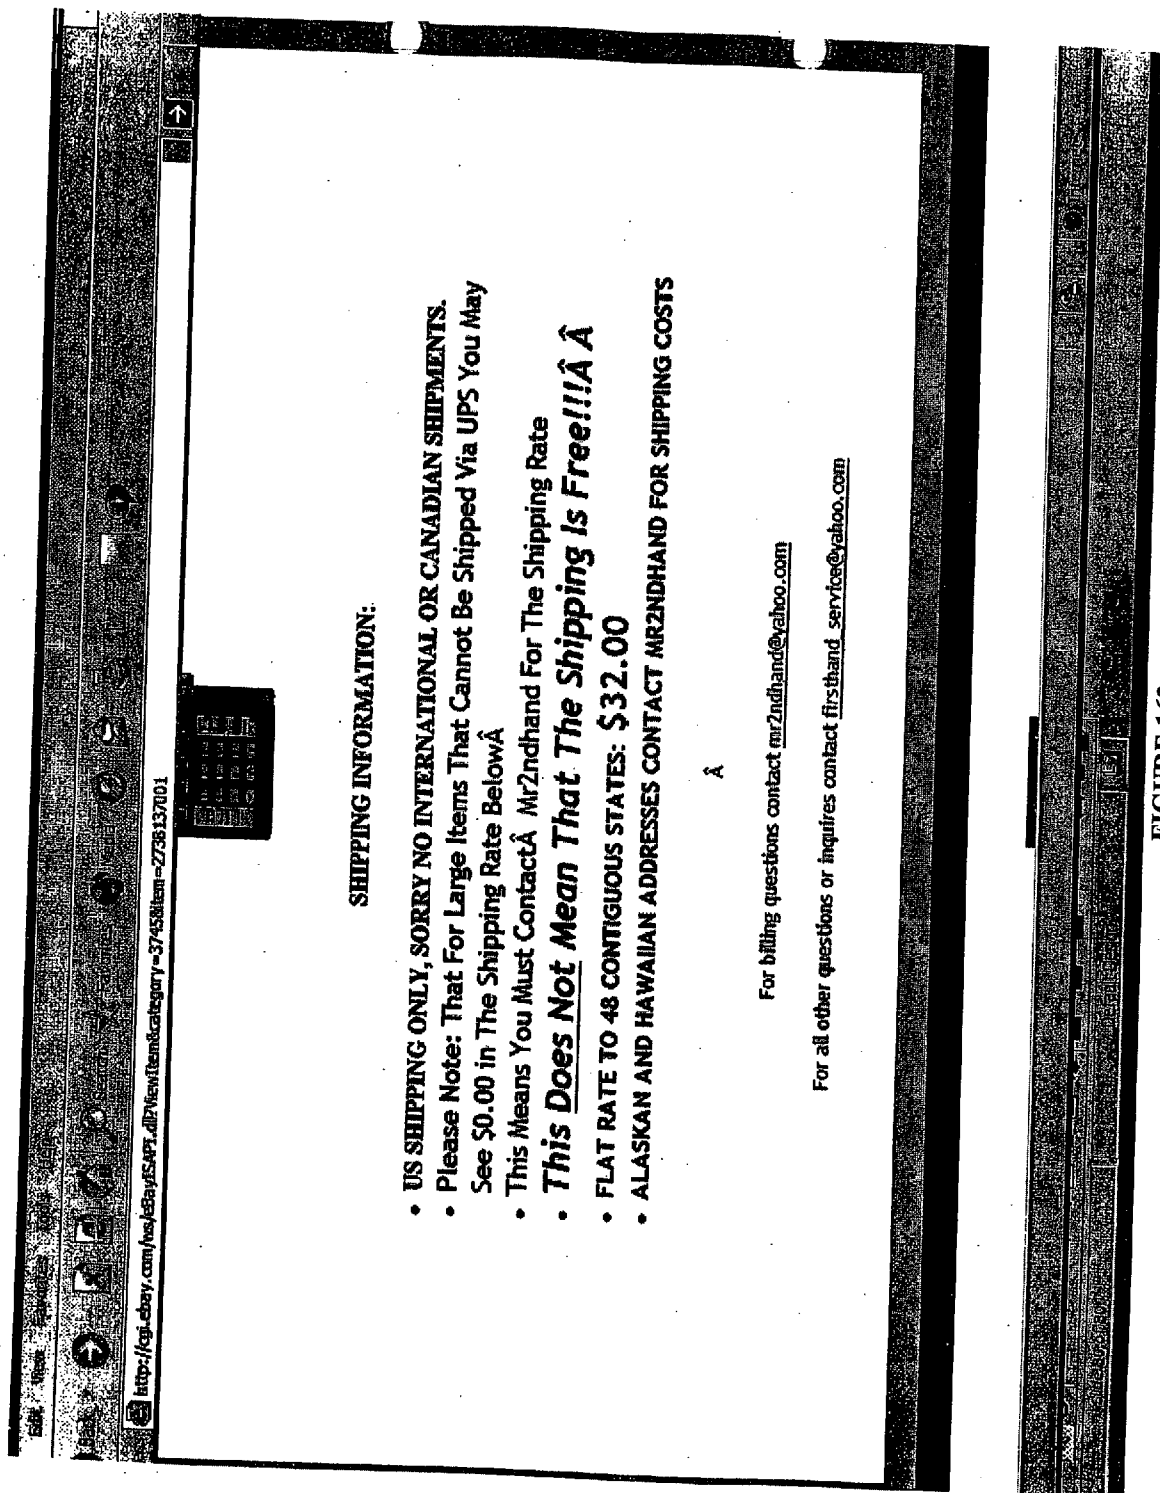 Edit View
Back
http://cgi.ebay.com/ws/eBayISAPI.dll?ViewItem&category=3745&item=2738137001
SHIPPING INFORMATION:
• US SHIPPING ONLY, SORRY NO INTERNATIONAL OR CANADIAN SHIPMENTS.
• Please Note: That For Large Items That Cannot Be Shipped Via UPS You May
See $0.00 in The Shipping Rate BelowÂ
• This Means You Must ContactÂ Mr2ndhand For The Shipping Rate
• This Does Not Mean That The Shipping Is Free!!!Â Â
• FLAT RATE TO 48 CONTIGUOUS STATES: $32.00
• ALASKAN AND HAWAIIAN ADDRESSES CONTACT MR2NDHAND FOR SHIPPING COSTS
Â
For billing questions contact mr2ndhand@yahoo.com
For all other questions or inquires contact firsthand_service@yahoo.com